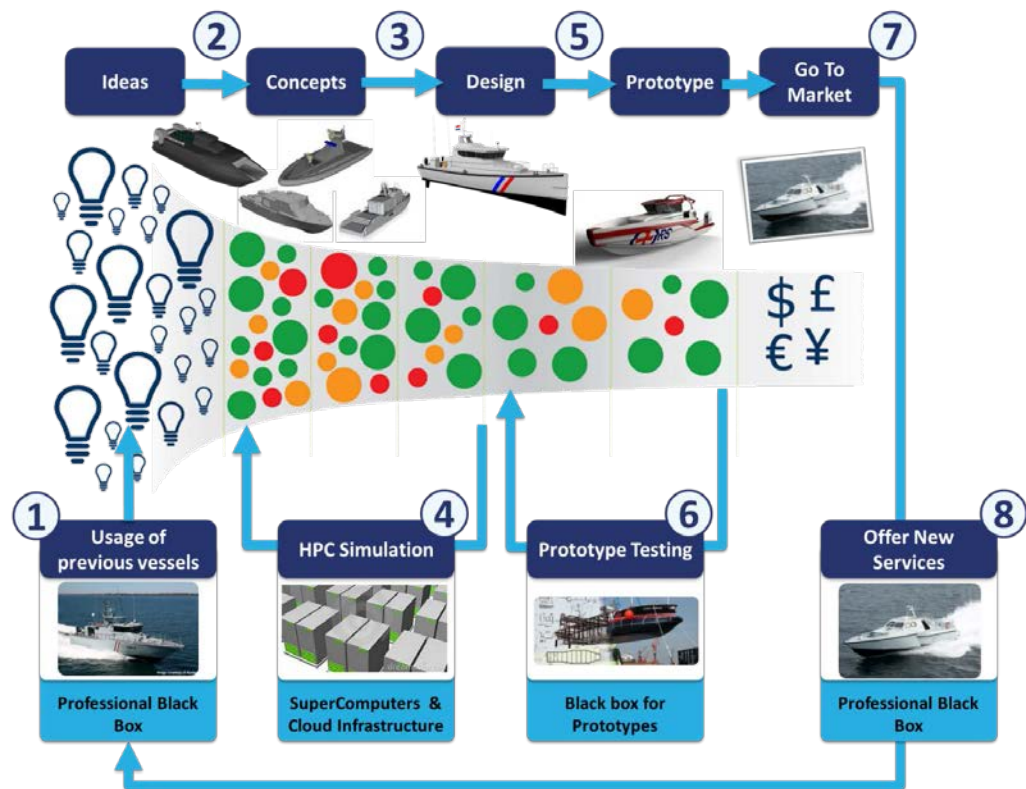 2
3
5
7
Ideas
Concepts
Design
Prototype
Go To
Market
RS
$ £
€ ¥
1
4
6
8
Usage of
previous vessels
HPC Simulation
Prototype Testing
Offer New
Services
Professional Black
Box
SuperComputers &
Cloud Infrastructure
Black box for
Prototypes
Professional Black
Box